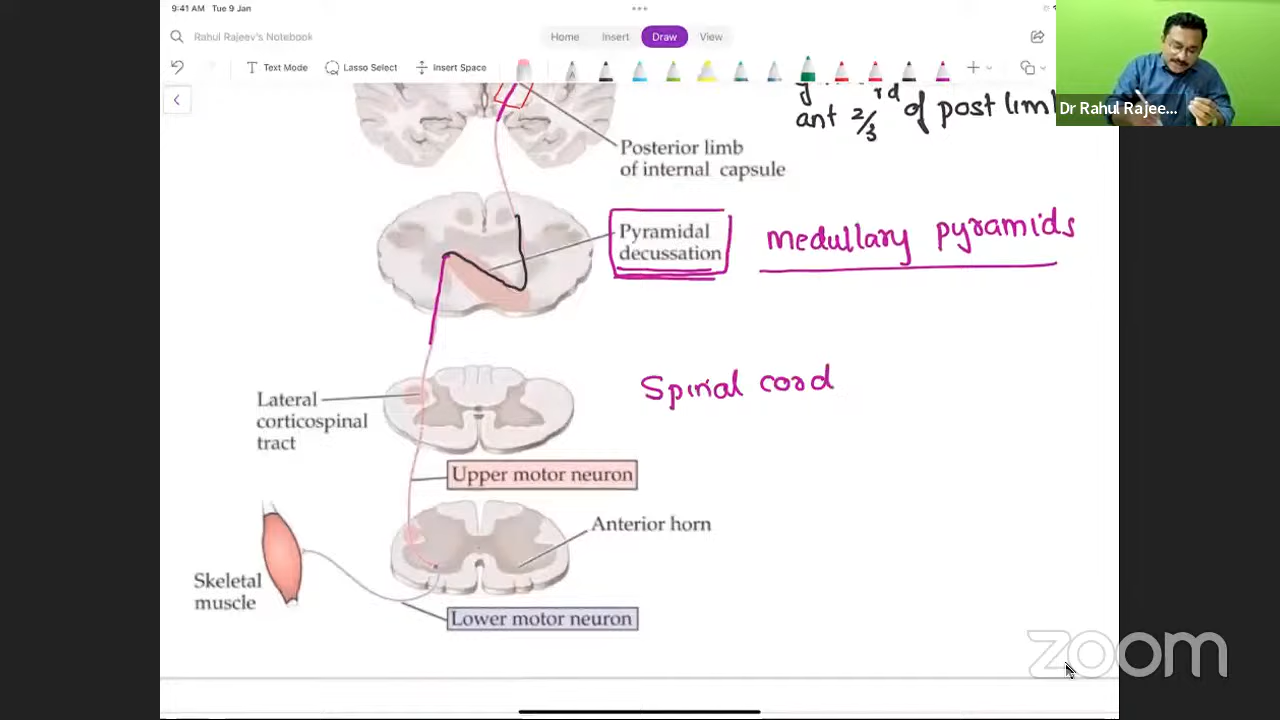 9:41 AM Tue 9 Jan
Rahul Rajeev's Notebook
Home Insert Draw View
Text Mode Lasso Select Insert Space
rd
ant 2/3 of post lim
Dr Rahul Rajee...
Posterior limb
of internal capsule
Pyramidal
decussation
Medullary pyramids
Spinal cord
Lateral
corticospinal
tract
Upper motor neuron
Anterior horn
Skeletal
muscle
Lower motor neuron
zoom